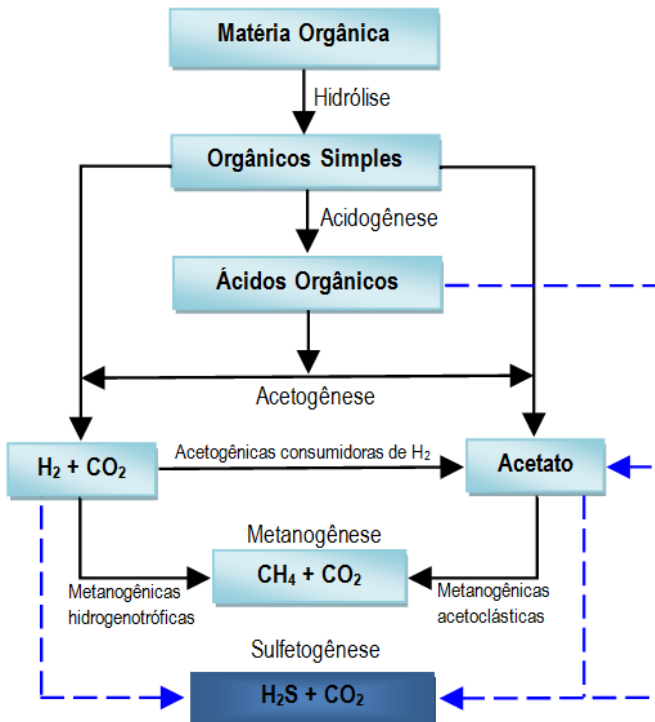 Matéria Orgânica
Hidrólise
Orgânicos Simples
Acidogênese
Ácidos Orgânicos
Acetogênese
H₂ + CO₂
Acetogênicas consumidoras de H₂
Acetato
Metanogênese
CH₄ + CO₂
Metanogênicas
hidrogenotróficas
Metanogênicas
acetoclásticas
Sulfetogênese
H₂S + CO₂